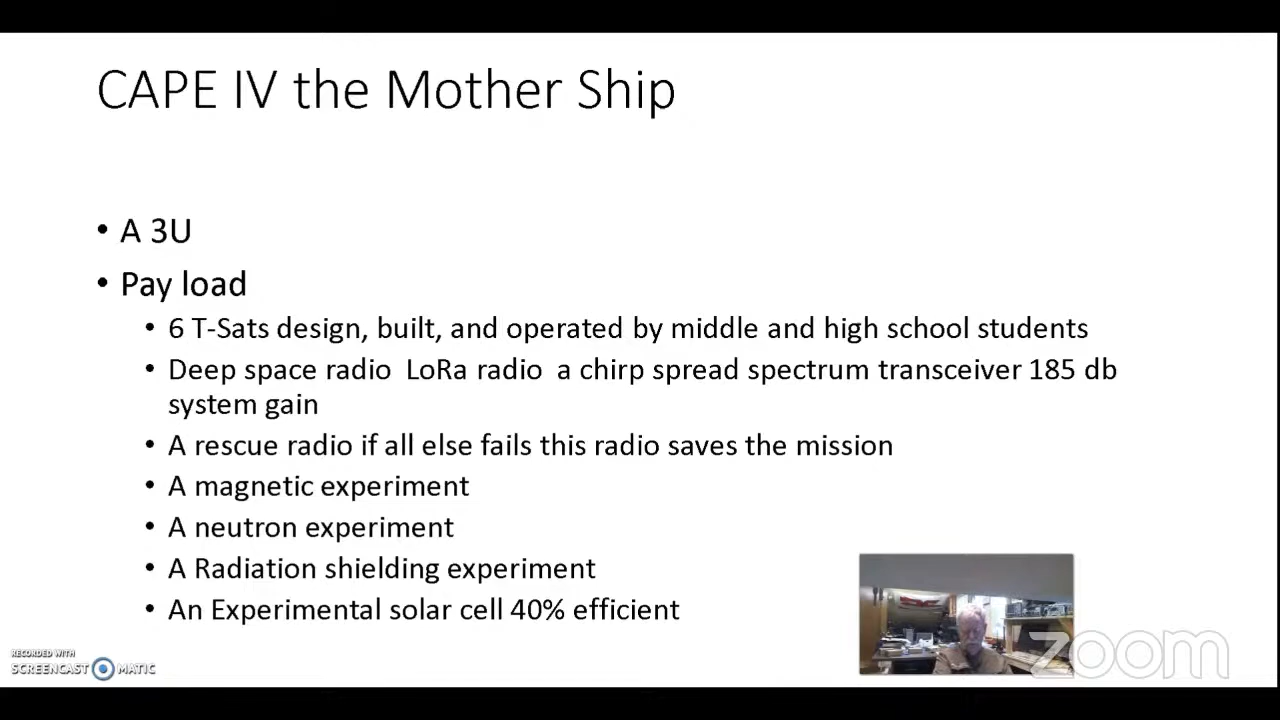 CAPE IV the Mother Ship
• A 3U
• Pay load
• 6 T-Sats design, built, and operated by middle and high school students
• Deep space radio  LoRa radio  a chirp spread spectrum transceiver 185 db
system gain
• A rescue radio if all else fails this radio saves the mission
• A magnetic experiment
• A neutron experiment
• A Radiation shielding experiment
• An Experimental solar cell 40% efficient
RECORDED WITH
SCREENCAST MATIC
zoom